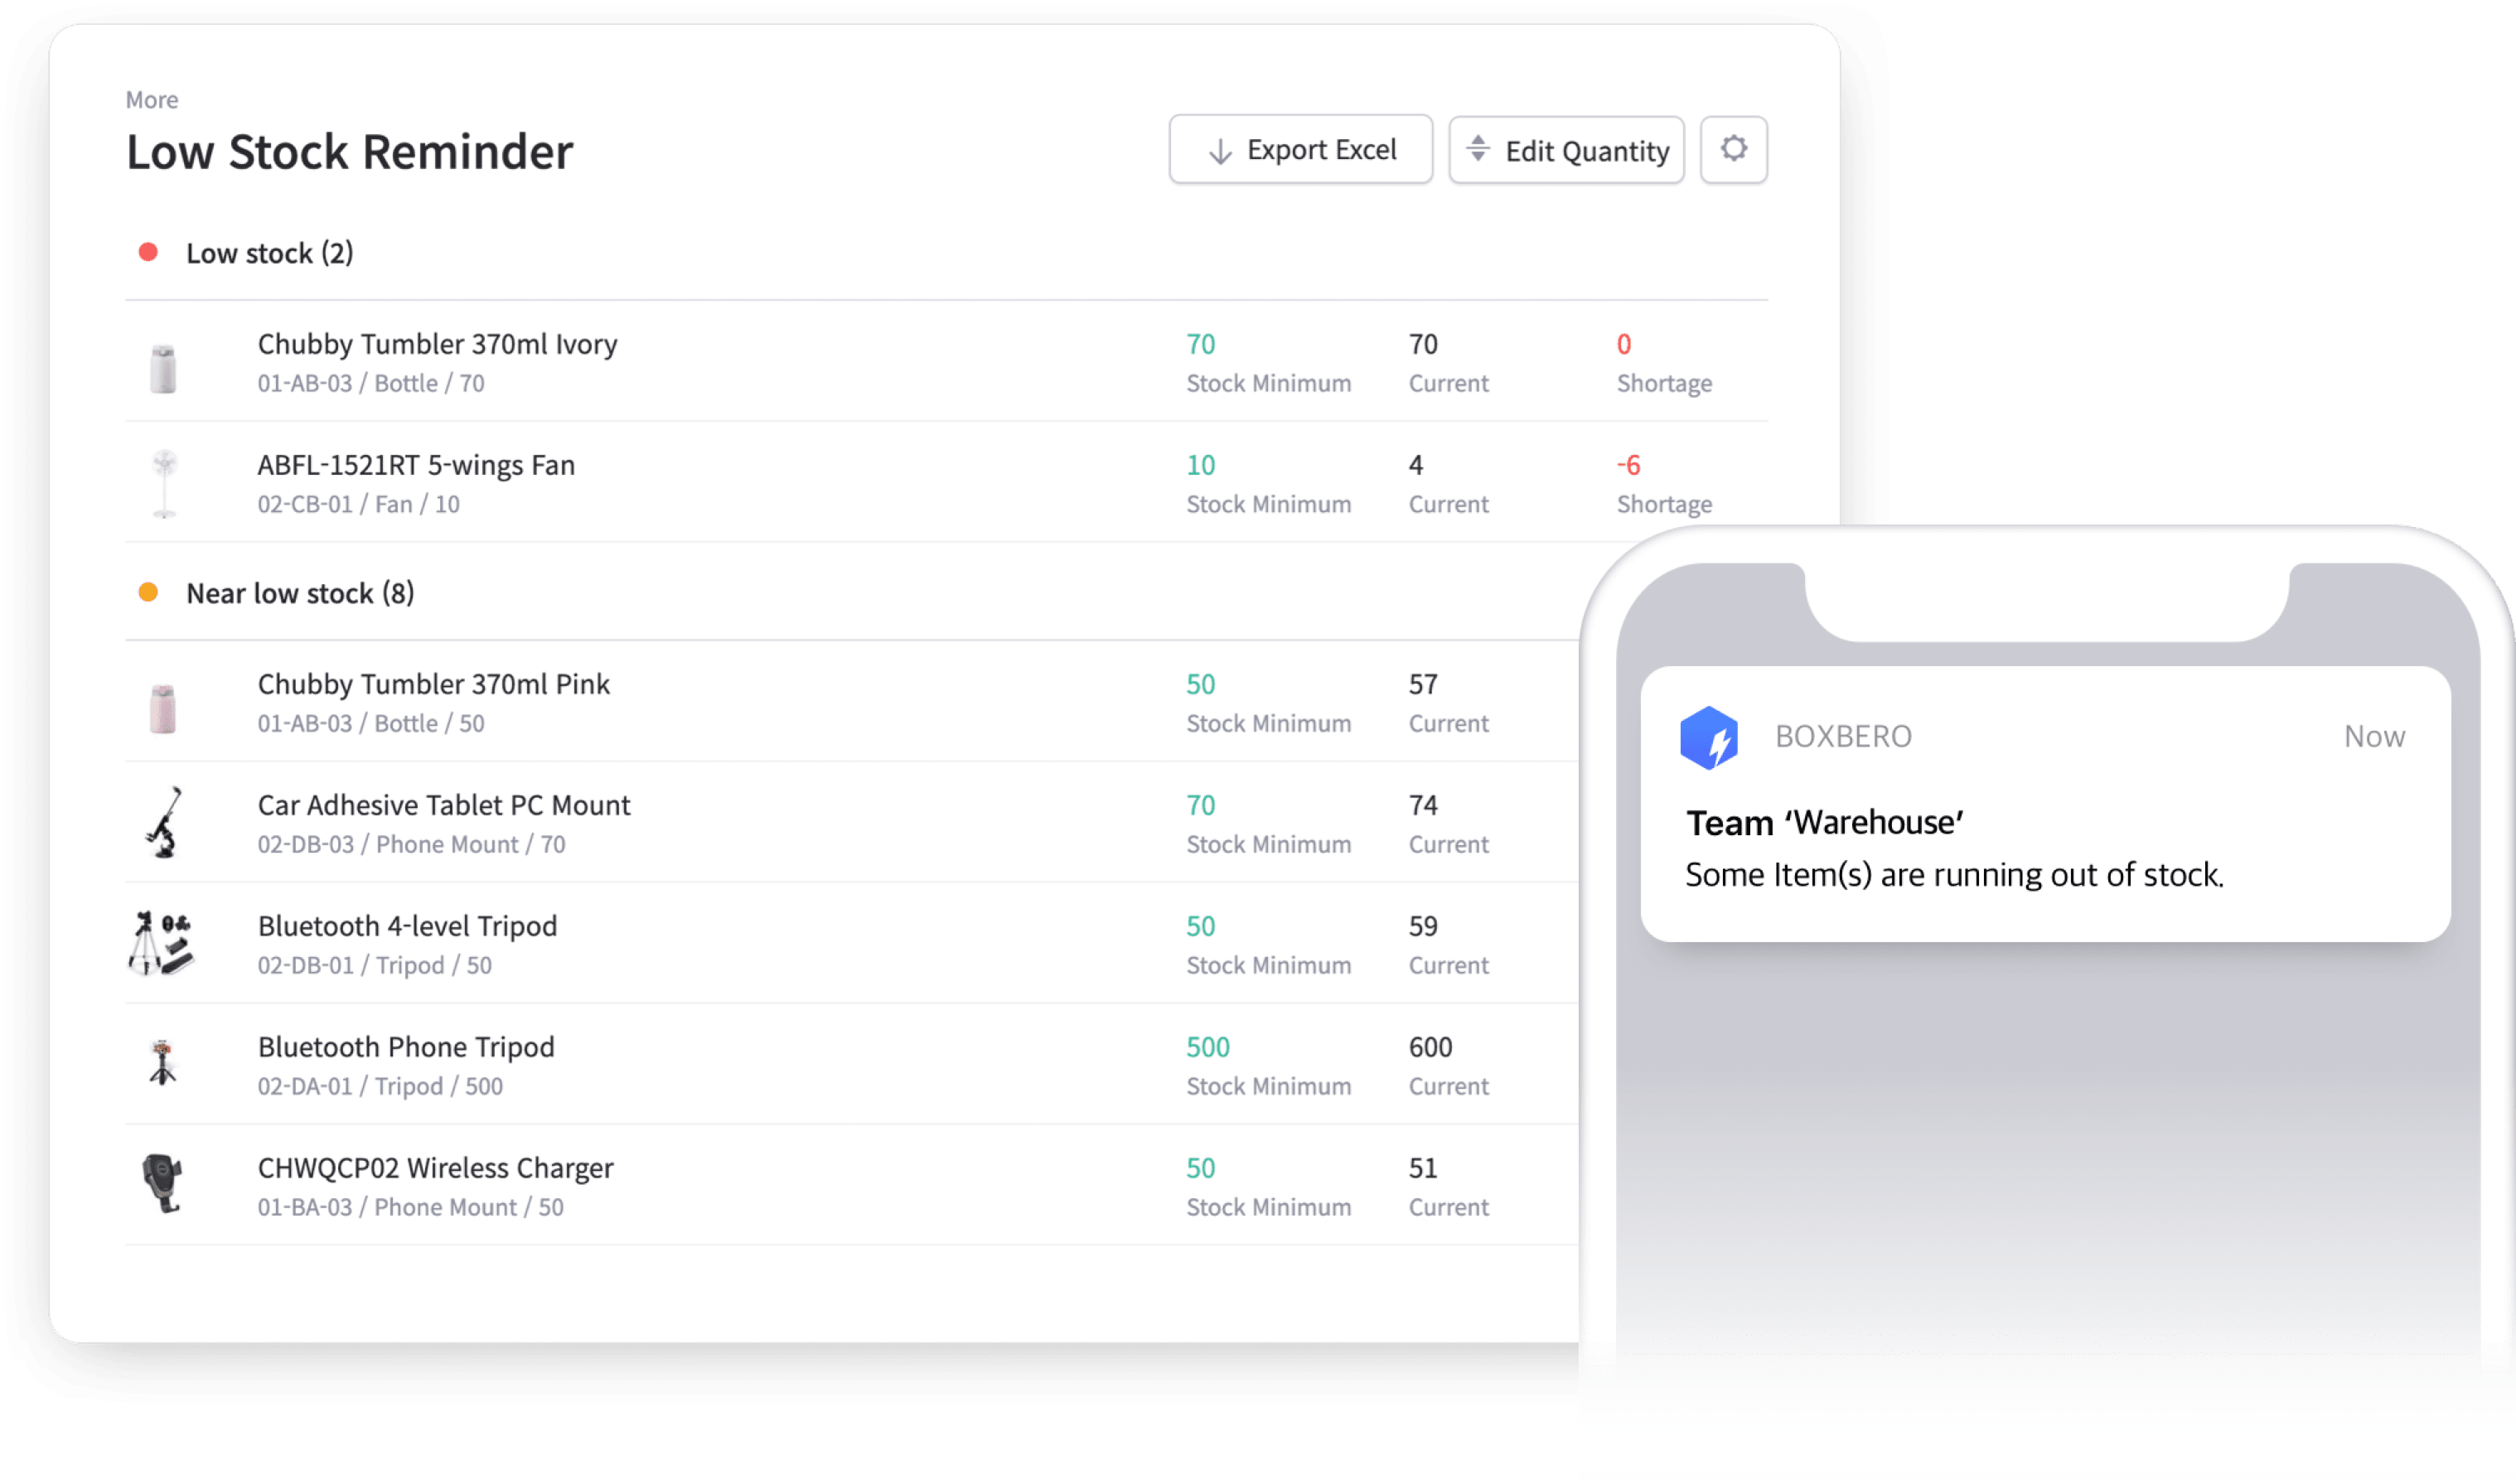 More
Low Stock Reminder
Export Excel
Edit Quantity
Low stock (2)
Chubby Tumbler 370ml Ivory
01-AB-03 / Bottle / 70
70
Stock Minimum
70
Current
0
Shortage
ABFL-1521RT 5-wings Fan
02-CB-01 / Fan / 10
10
Stock Minimum
4
Current
-6
Shortage
Near low stock (8)
Chubby Tumbler 370ml Pink
01-AB-03 / Bottle / 50
50
Stock Minimum
57
Current
Car Adhesive Tablet PC Mount
02-DB-03 / Phone Mount / 70
70
Stock Minimum
74
Current
Bluetooth 4-level Tripod
02-DB-01 / Tripod / 50
50
Stock Minimum
59
Current
Bluetooth Phone Tripod
02-DA-01 / Tripod / 500
500
Stock Minimum
600
Current
CHWQCP02 Wireless Charger
01-BA-03 / Phone Mount / 50
50
Stock Minimum
51
Current
BOXBERO
Now
Team ‘Warehouse’
Some Item(s) are running out of stock.